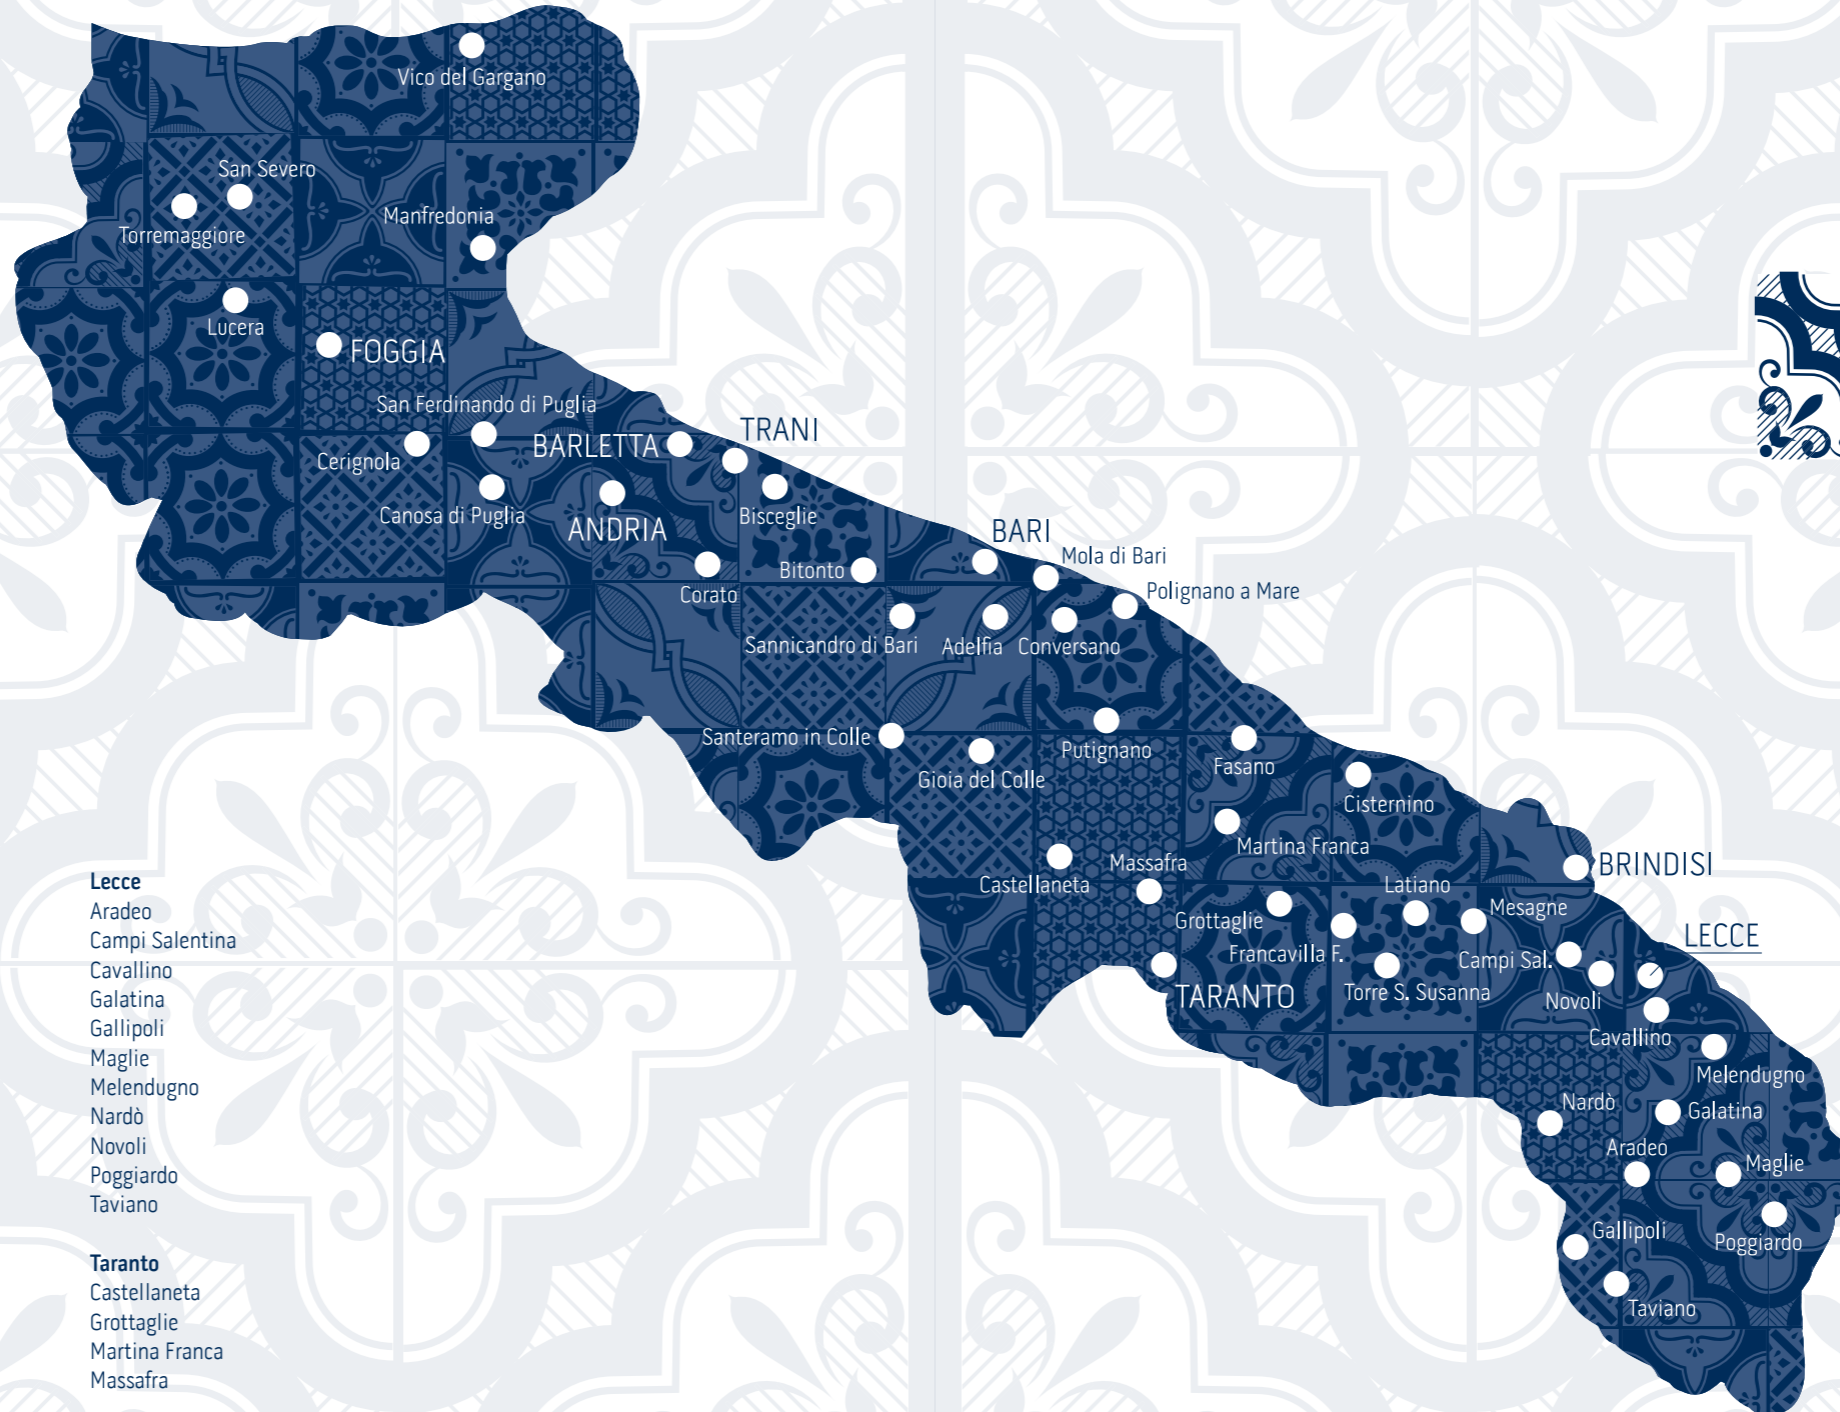 Vico del Gargano
San Severo
Torremaggiore
Manfredonia
Lucera
FOGGIA
San Ferdinando di Puglia
Cerignola
Canosa di Puglia
BARLETTA
TRANI
ANDRIA
Bisceglie
Corato
Bitonto
BARI
Mola di Bari
Polignano a Mare
Sannicandro di Bari
Adelfia
Conversano
Santeramo in Colle
Gioia del Colle
Putignano
Fasano
Cisternino
Martina Franca
Castellaneta
Massafra
BRINDISI
Latiano
Mesagne
Grottaglie
Francavilla F.
Campi Sal.
LECCE
TARANTO
Torre S. Susanna
Novoli
Cavallino
Melendugno
Nardò
Galatina
Aradeo
Maglie
Gallipoli
Poggiardo
Taviano
Lecce
Aradeo
Campi Salentina
Cavallino
Galatina
Gallipoli
Maglie
Melendugno
Nardò
Novoli
Poggiardo
Taviano
Taranto
Castellaneta
Grottaglie
Martina Franca
Massafra